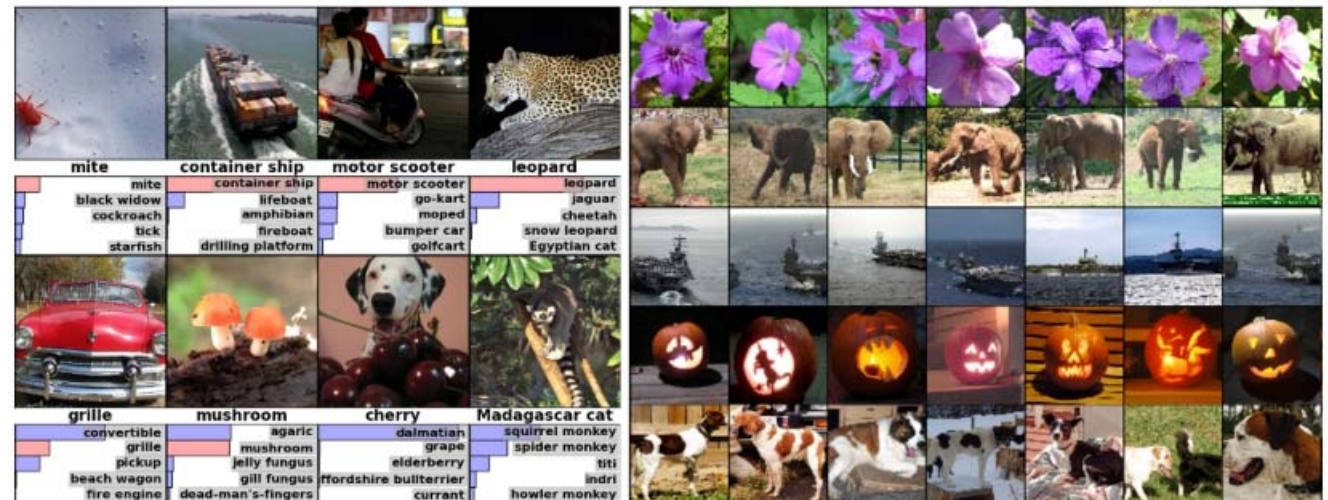 mite container ship motor scooter leopard
mite
black widow
cockroach
tick
starfish
container ship
lifeboat
amphibian
fireboat
drilling platform
motor scooter
go-kart
moped
bumper car
golfcart
leopard
jaguar
cheetah
snow leopard
Egyptian cat
grille mushroom cherry Madagascar cat
convertible
grille
pickup
beach wagon
fire engine
agaric
mushroom
jelly fungus
gill fungus
dead-man's-fingers
dalmatian
grape
elderberry
ffordshire bullterrier
currant
squirrel monkey
spider monkey
titi
indri
howler monkey